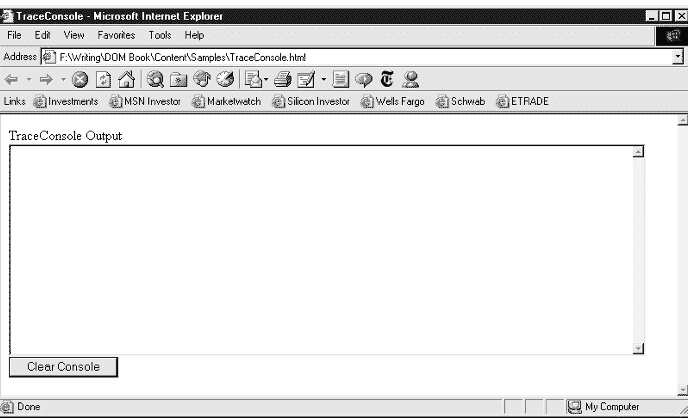 TraceConsole - Microsoft Internet Explorer
File Edit View Favorites Tools Help
Address F:\Writing\DOM Book\Content\Samples\TraceConsole.html
Links Investments MSN Investor Marketwatch Silicon Investor Wells Fargo Schwab ETRADE
TraceConsole Output
Clear Console
Done My Computer